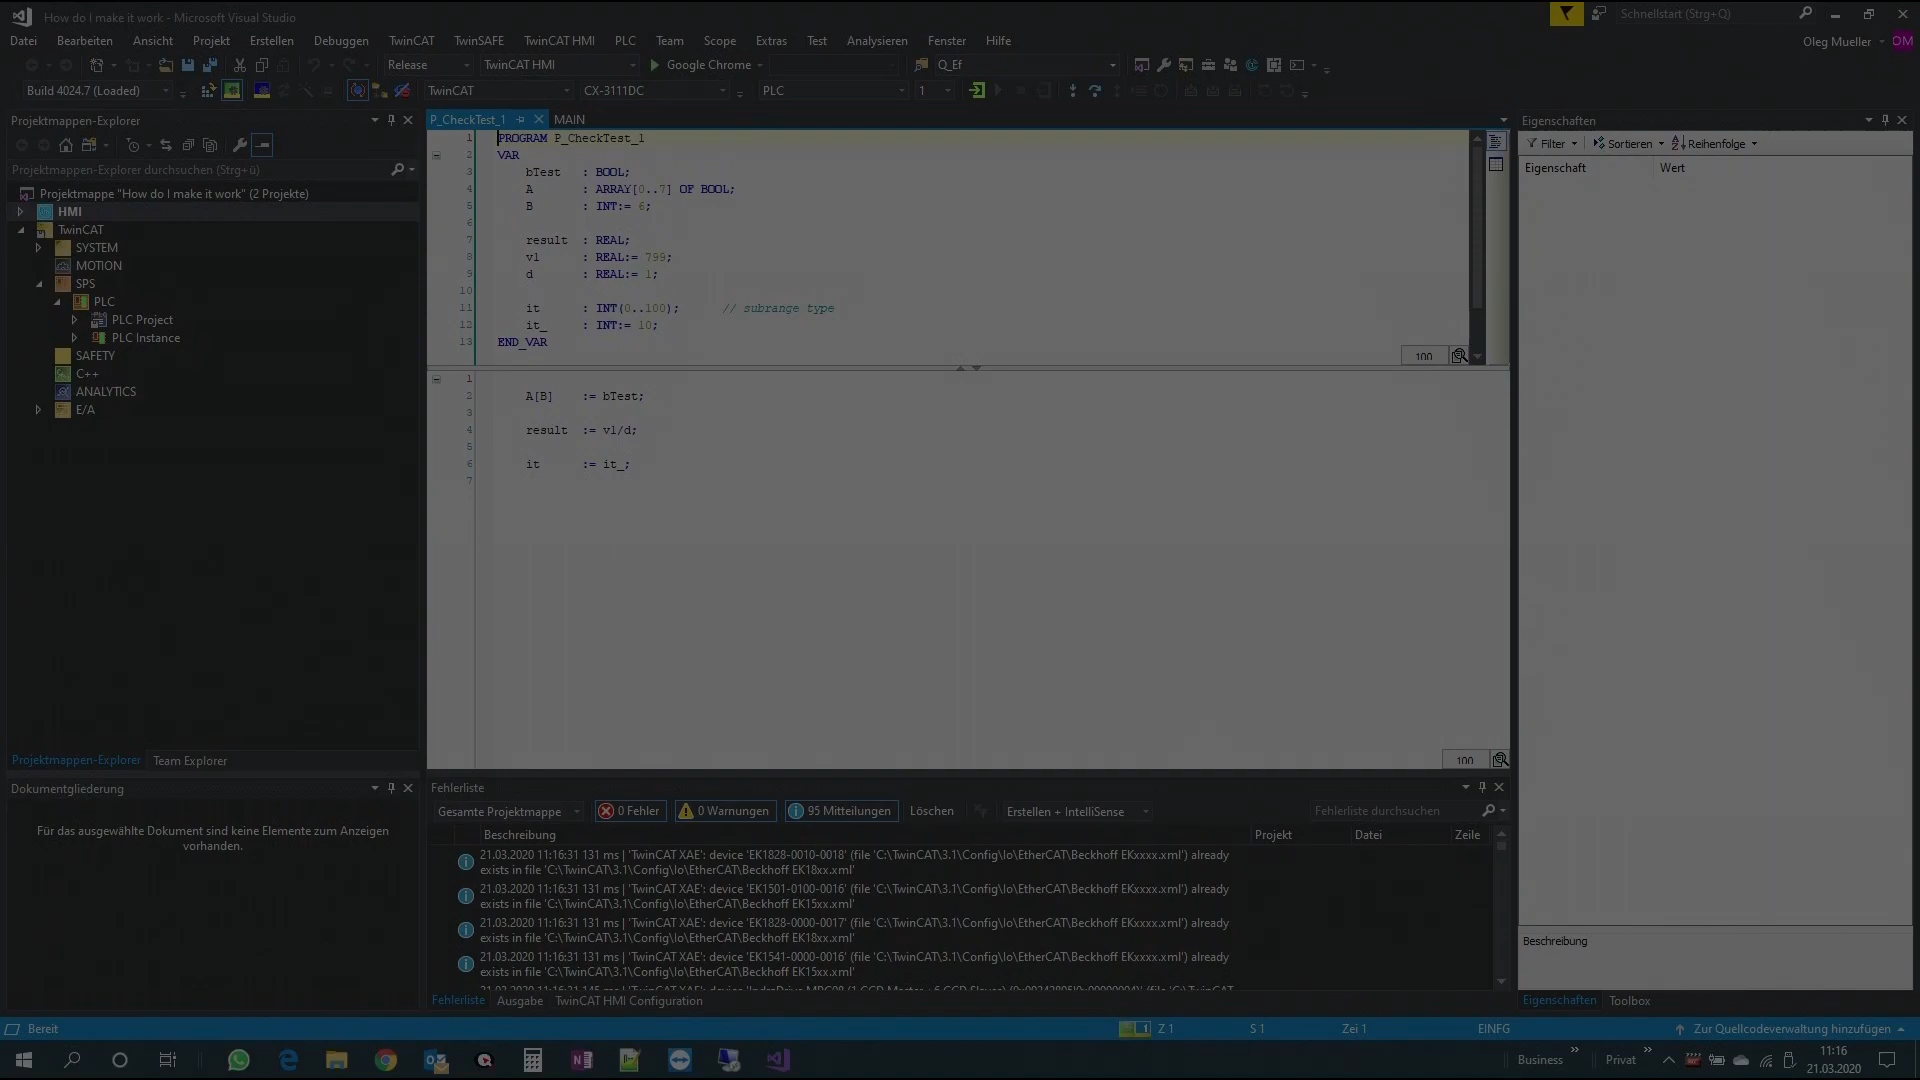 How do I make it work - Microsoft Visual Studio
Schnellstart (Strg+Q)
Datei Bearbeiten Ansicht Projekt Erstellen Debuggen TwinCAT TwinSAFE TwinCAT HMI PLC Team Scope Extras Test Analysieren Fenster Hilfe
Oleg Mueller OM
Release TwinCAT HMI Google Chrome Q_Ef
Build 4024.7 (Loaded) TwinCAT CX-3111DC PLC 1
Projektmappen-Explorer
Projektmappen-Explorer durchsuchen (Strg+ü)
Projektmappe "How do I make it work" (2 Projekte)
HMI
TwinCAT
SYSTEM
MOTION
SPS
PLC
PLC Project
PLC Instance
SAFETY
C++
ANALYTICS
E/A
Projektmappen-Explorer Team Explorer
Dokumentgliederung
Für das ausgewählte Dokument sind keine Elemente zum Anzeigen
vorhanden.
P_CheckTest_1 MAIN
1 PROGRAM P_CheckTest_1
2 VAR
3 bTest : BOOL;
4 A : ARRAY[0..7] OF BOOL;
5 B : INT:= 6;
6
7 result : REAL;
8 v1 : REAL:= 799;
9 d : REAL:= 1;
10
11 it : INT(0..100); // subrange type
12 it_ : INT:= 10;
13 END_VAR
100
1
2 A[B] := bTest;
3
4 result := v1/d;
5
6 it := it_;
7
100
Fehlerliste
Gesamte Projektmappe 0 Fehler 0 Warnungen 95 Mitteilungen Löschen Erstellen + IntelliSense Fehlerliste durchsuchen
Beschreibung Projekt Datei Zeile
21.03.2020 11:16:31 131 ms | 'TwinCAT XAE': device 'EK1828-0010-0018' (file 'C:\TwinCAT\3.1\Config\Io\EtherCAT\Beckhoff EKxxxx.xml') already
exists in file 'C:\TwinCAT\3.1\Config\Io\EtherCAT\Beckhoff EK18xx.xml'
21.03.2020 11:16:31 131 ms | 'TwinCAT XAE': device 'EK1501-0100-0016' (file 'C:\TwinCAT\3.1\Config\Io\EtherCAT\Beckhoff EKxxxx.xml') already
exists in file 'C:\TwinCAT\3.1\Config\Io\EtherCAT\Beckhoff EK15xx.xml'
21.03.2020 11:16:31 131 ms | 'TwinCAT XAE': device 'EK1828-0000-0017' (file 'C:\TwinCAT\3.1\Config\Io\EtherCAT\Beckhoff EKxxxx.xml') already
exists in file 'C:\TwinCAT\3.1\Config\Io\EtherCAT\Beckhoff EK18xx.xml'
21.03.2020 11:16:31 131 ms | 'TwinCAT XAE': device 'EK1541-0000-0016' (file 'C:\TwinCAT\3.1\Config\Io\EtherCAT\Beckhoff EKxxxx.xml') already
exists in file 'C:\TwinCAT\3.1\Config\Io\EtherCAT\Beckhoff EK15xx.xml'
Fehlerliste Ausgabe TwinCAT HMI Configuration
Eigenschaften
Filter Sortieren Reihenfolge
Eigenschaft Wert
Beschreibung
Eigenschaften Toolbox
Bereit 1 Z 1 S 1 Zei 1 EINFG Zur Quellcodeverwaltung hinzufügen
Business Privat 11:16
21.03.2020